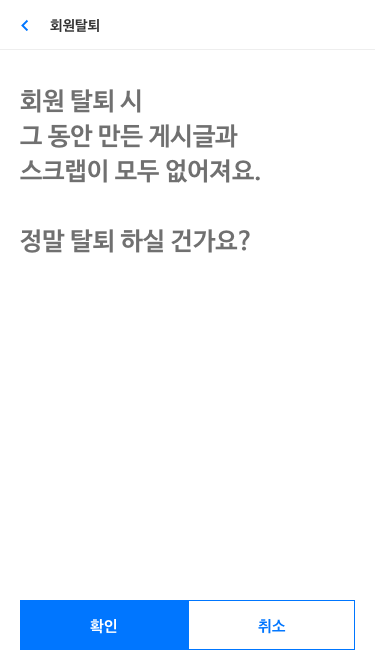 회원탈퇴
회원 탈퇴 시
그 동안 만든 게시글과
스크랩이 모두 없어져요.
정말 탈퇴 하실 건가요?
확인
취소